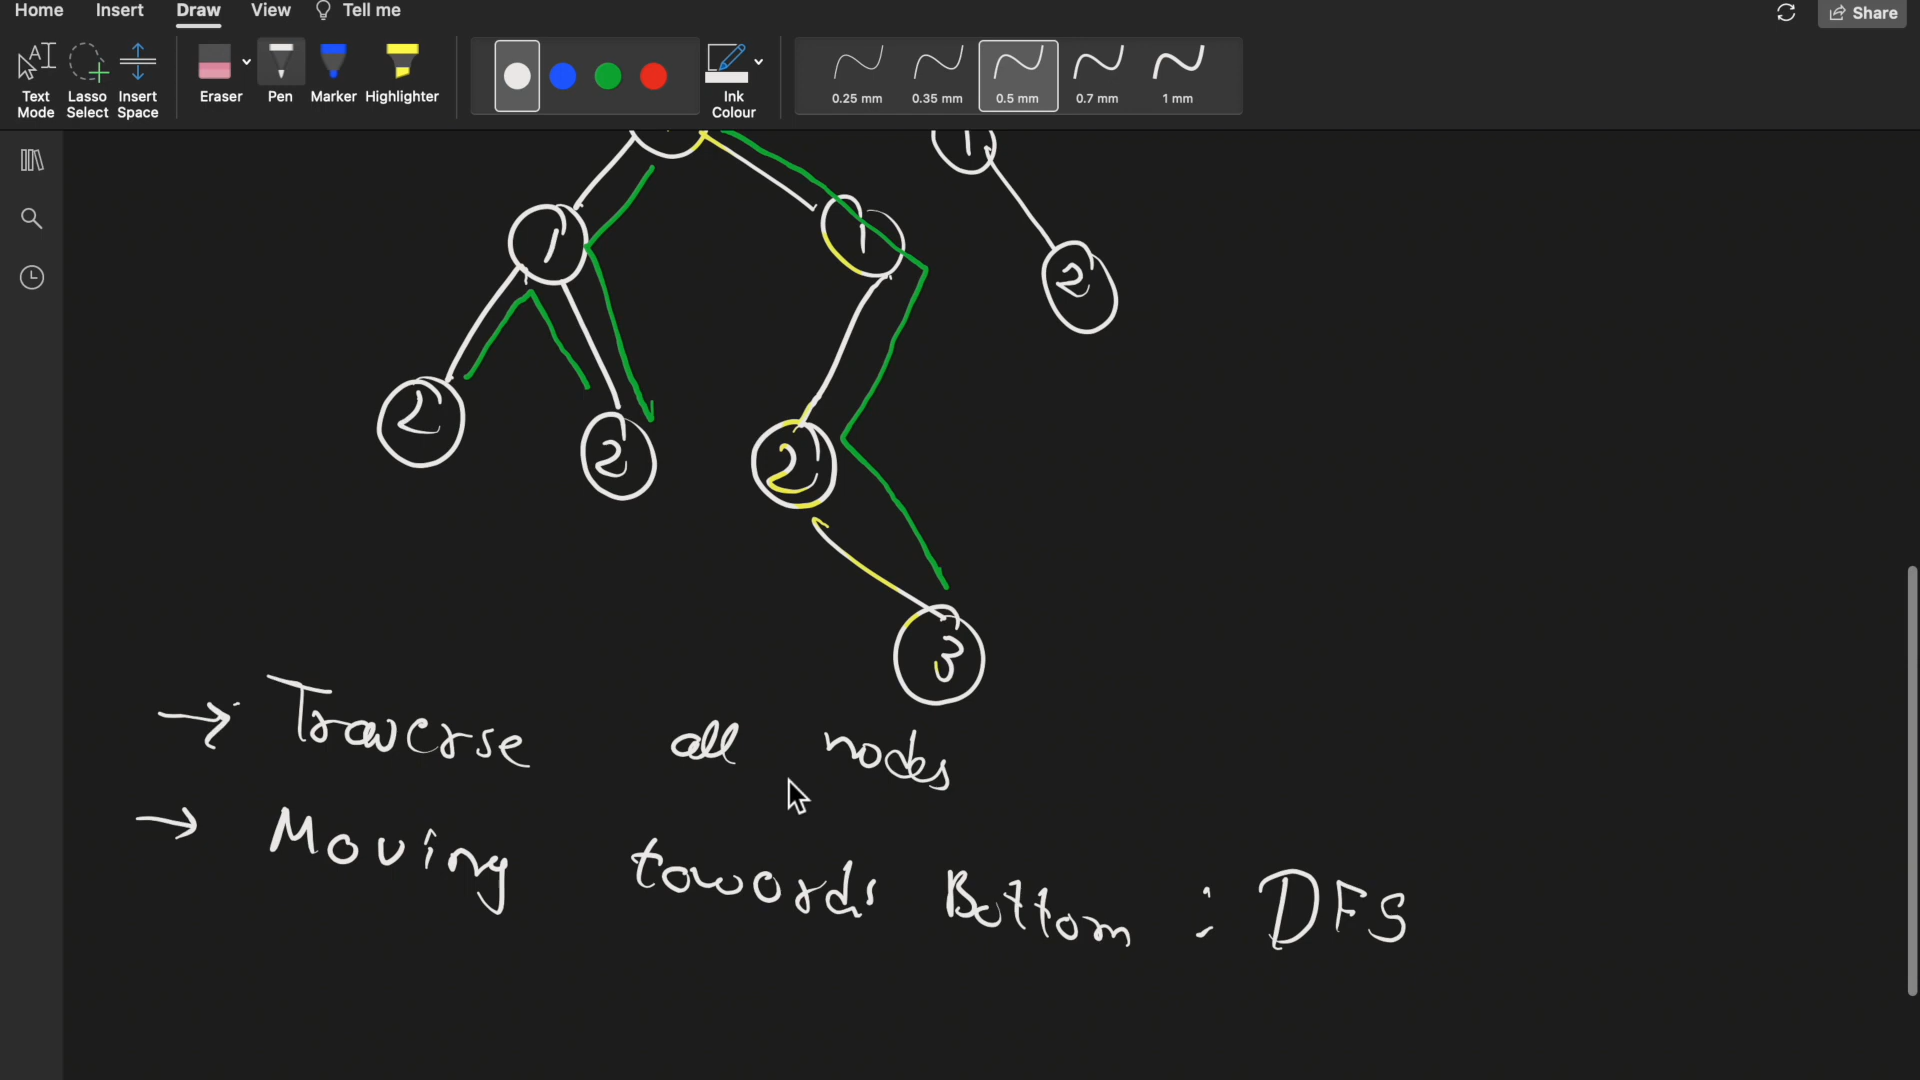 Home Insert Draw View Tell me Share
Text Mode Lasso Select Insert Space Eraser Pen Marker Highlighter Ink Colour 0.25 mm 0.35 mm 0.5 mm 0.7 mm 1 mm
1
1 1
2
2 2 2
3
→ Traverse all nodes
→ Moving towards Bottom : DFS